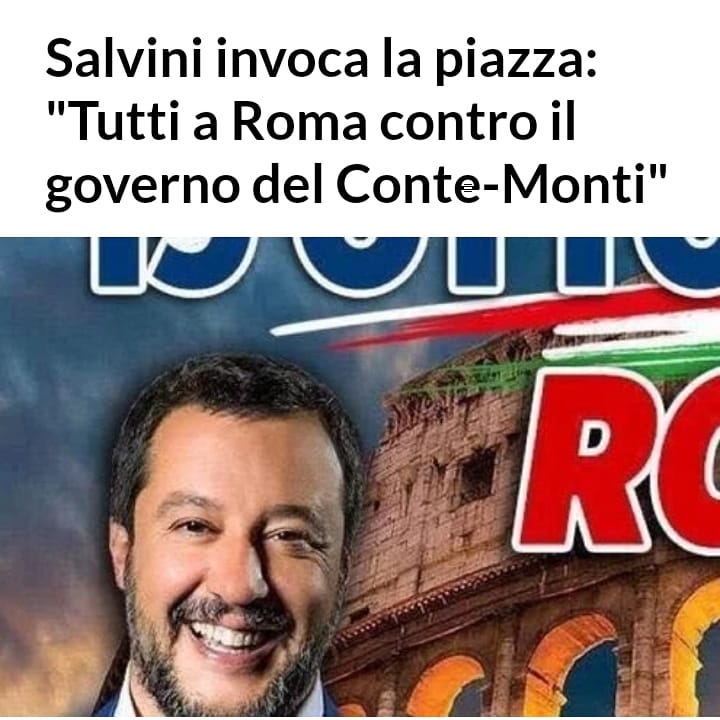 Salvini invoca la piazza:
"Tutti a Roma contro il
governo del Conte-Monti"